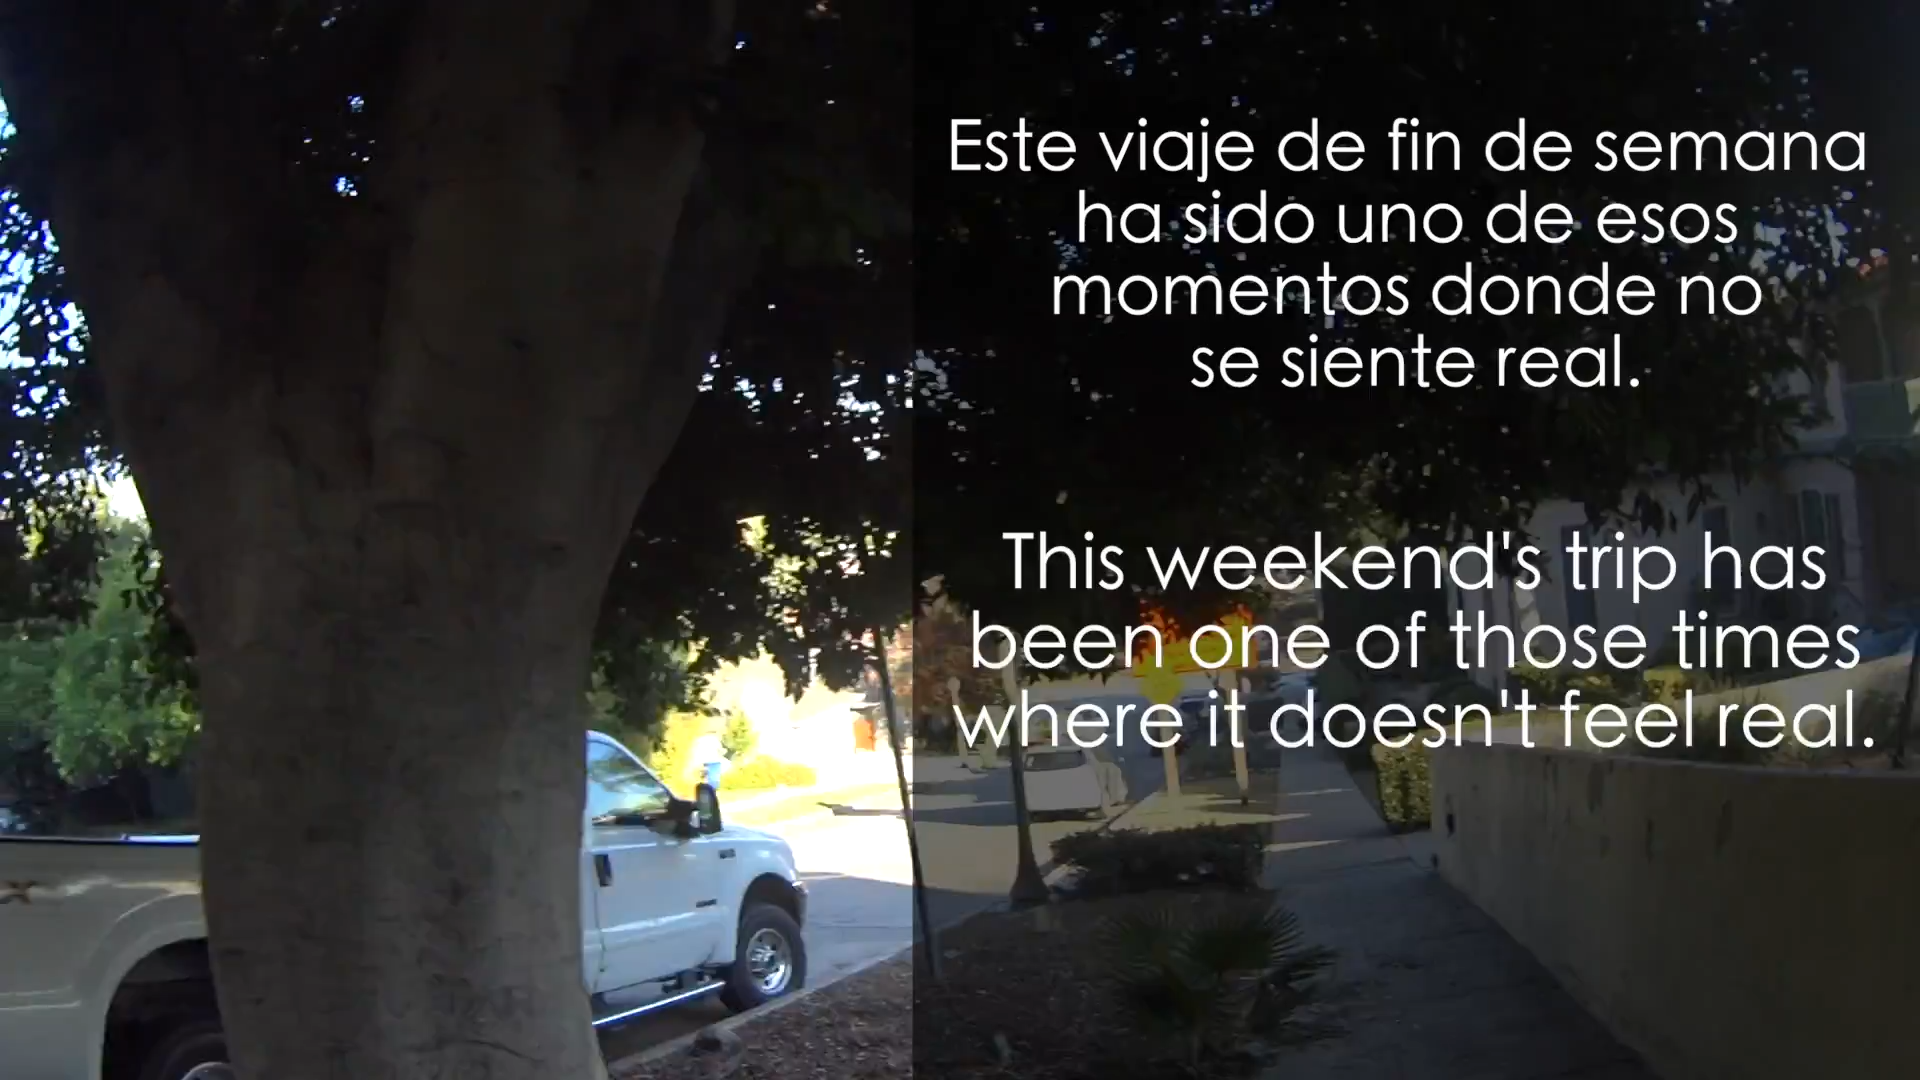 Este viaje de fin de semana
ha sido uno de esos
momentos donde no
se siente real.
This weekend's trip has
been one of those times
where it doesn't feel real.